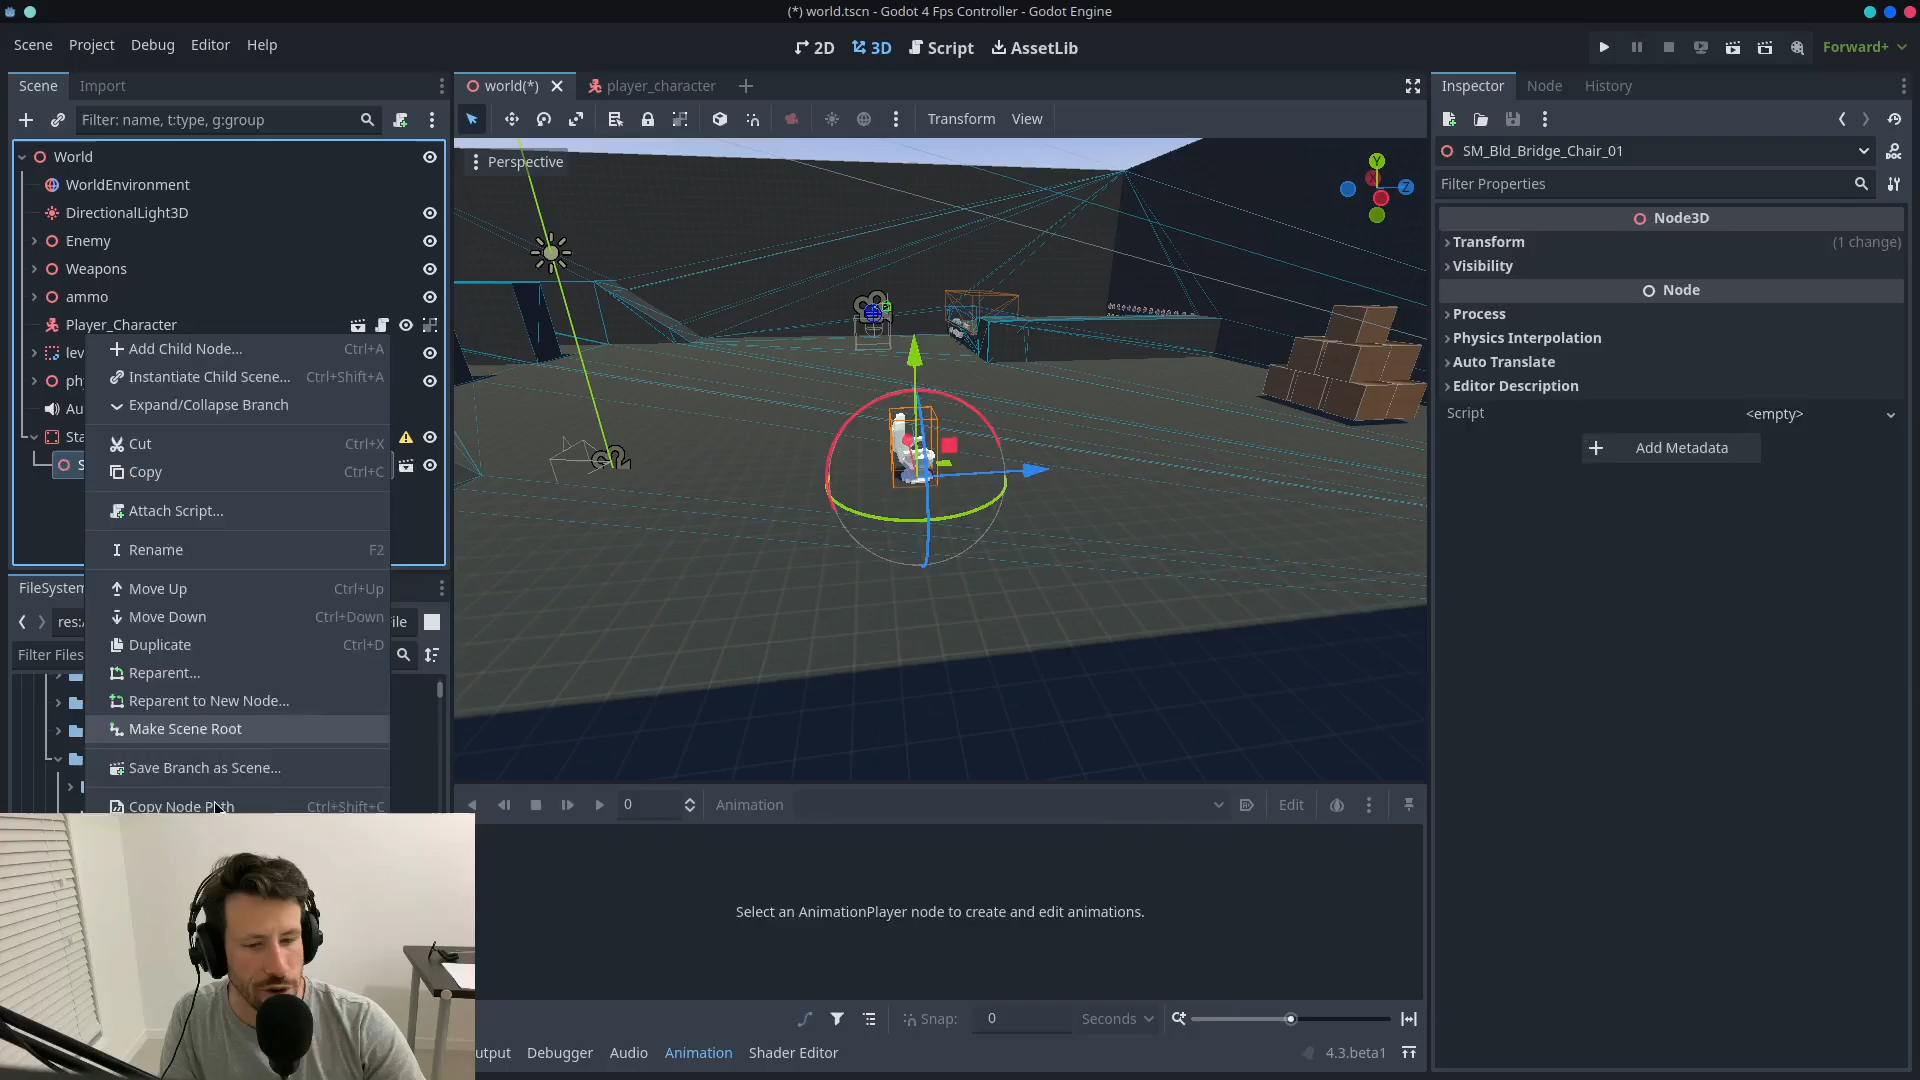 (*) world.tscn - Godot 4 Fps Controller - Godot Engine
Scene Project Debug Editor Help
2D 3D Script AssetLib
Forward+
Scene Import
world(*) player_character
Inspector Node History
Filter: name, t:type, g:group
Transform View
World
WorldEnvironment
DirectionalLight3D
Enemy
Weapons
ammo
Player_Character
lev
phy
Au
Sta
S
Add Child Node... Ctrl+A
Instantiate Child Scene... Ctrl+Shift+A
Expand/Collapse Branch
Cut Ctrl+X
Copy Ctrl+C
Attach Script...
Rename F2
Move Up Ctrl+Up
Move Down Ctrl+Down
Duplicate Ctrl+D
Reparent...
Reparent to New Node...
Make Scene Root
Save Branch as Scene...
Copy Node Path Ctrl+Shift+C
FileSystem
res:/ ile
Filter Files
Perspective
Y
Z
SM_Bld_Bridge_Chair_01
Filter Properties
Node3D
Transform (1 change)
Visibility
Node
Process
Physics Interpolation
Auto Translate
Editor Description
Script <empty>
Add Metadata
0 Animation Edit
Select an AnimationPlayer node to create and edit animations.
Snap: 0 Seconds
utput Debugger Audio Animation Shader Editor 4.3.beta1